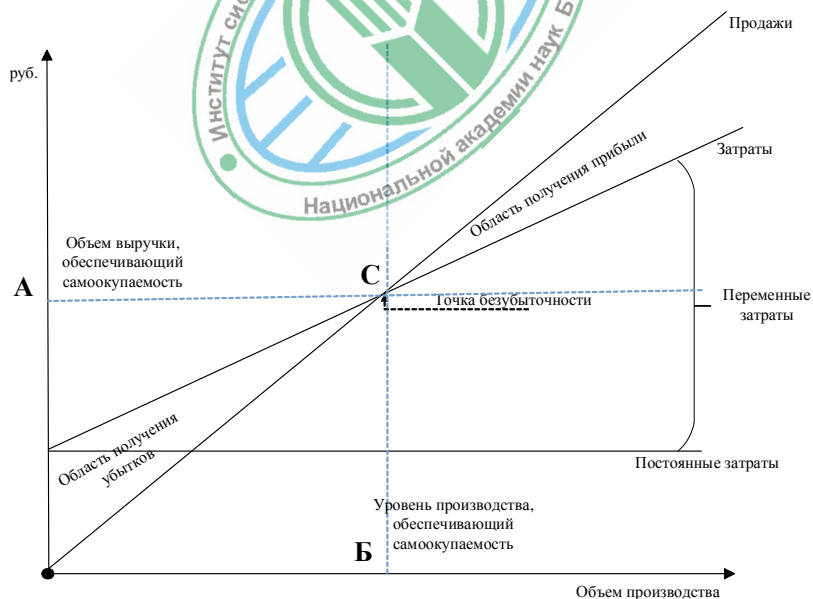 Институт сис
Национальной академии наук Б
руб.
Продажи
Затраты
Область получения прибыли
Объем выручки,
обеспечивающий
самоокупаемость
А
С
Точка безубыточности
Переменные
затраты
Область получения
убытков
Постоянные затраты
Уровень производства,
обеспечивающий
самоокупаемость
Б
Объем производства